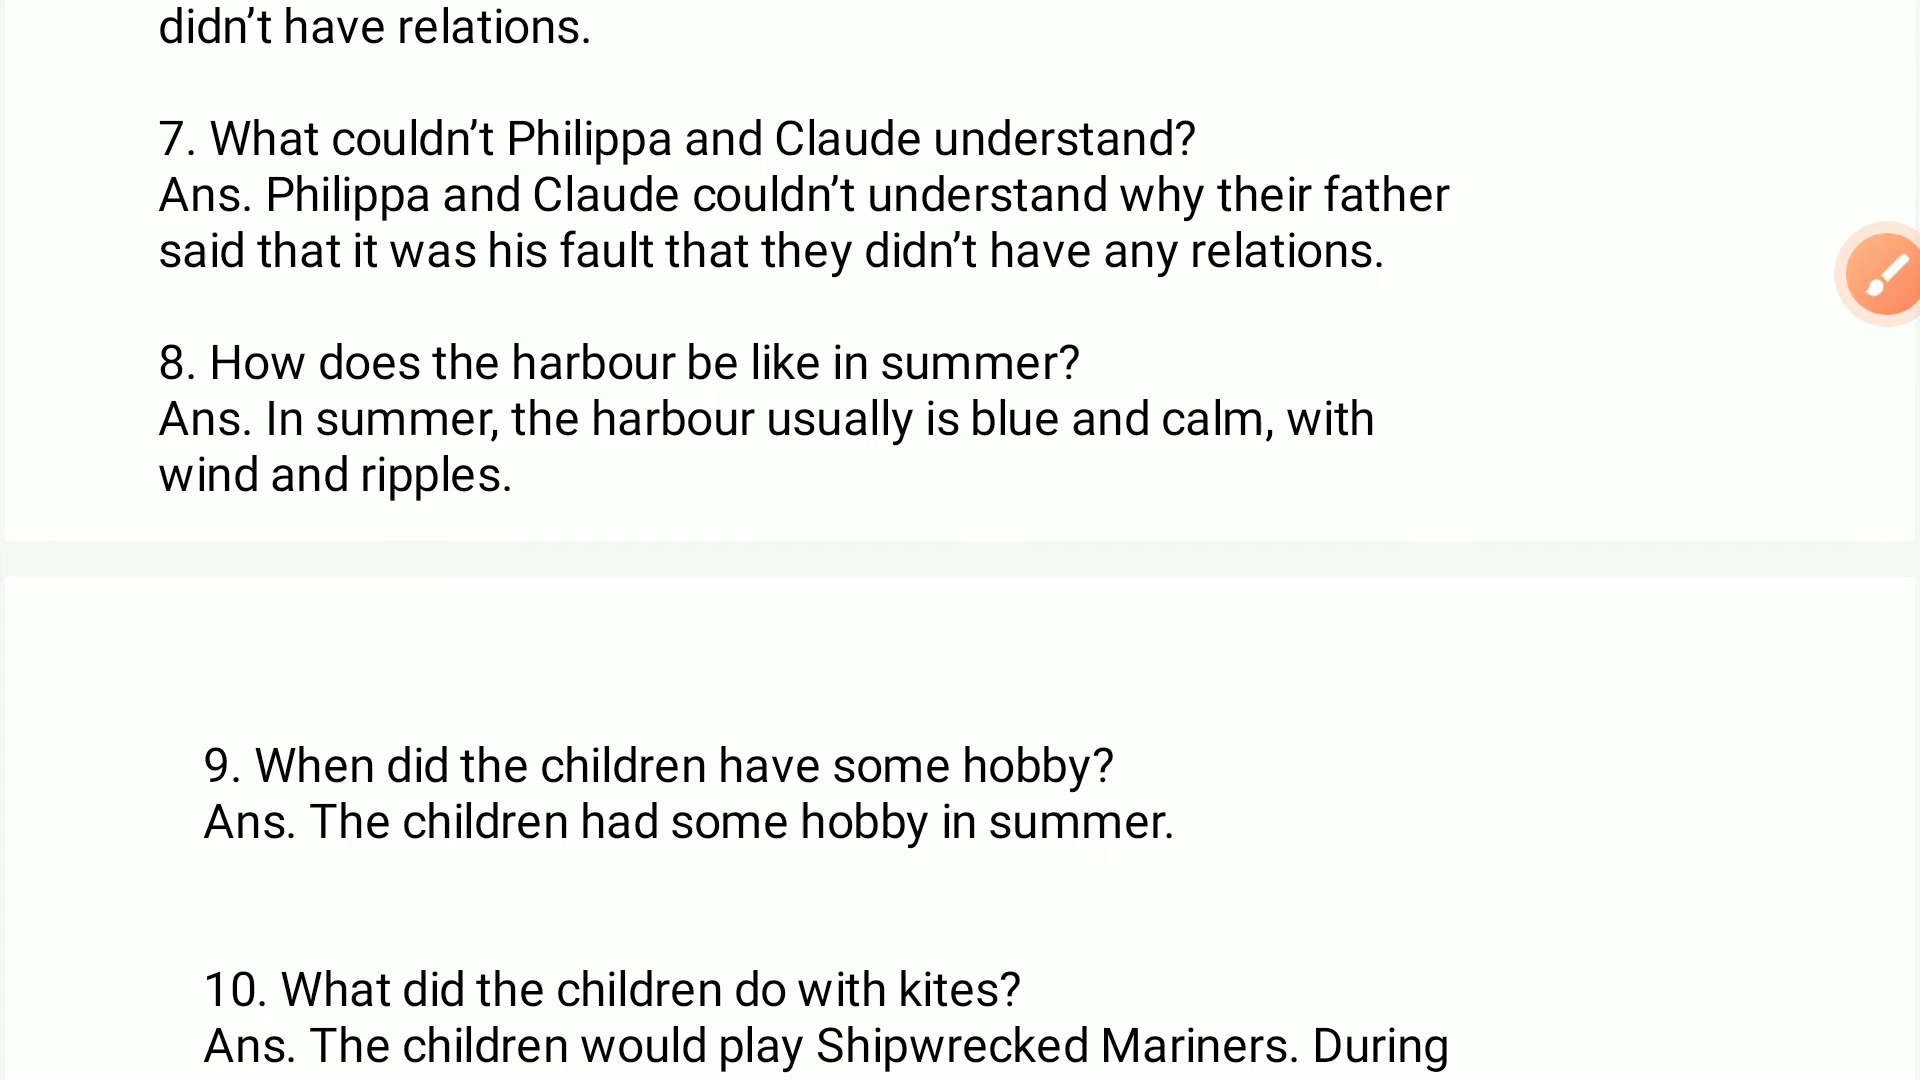 didn’t have relations.
7. What couldn’t Philippa and Claude understand?
Ans. Philippa and Claude couldn’t understand why their father
said that it was his fault that they didn’t have any relations.
8. How does the harbour be like in summer?
Ans. In summer, the harbour usually is blue and calm, with
wind and ripples.
9. When did the children have some hobby?
Ans. The children had some hobby in summer.
10. What did the children do with kites?
Ans. The children would play Shipwrecked Mariners. During